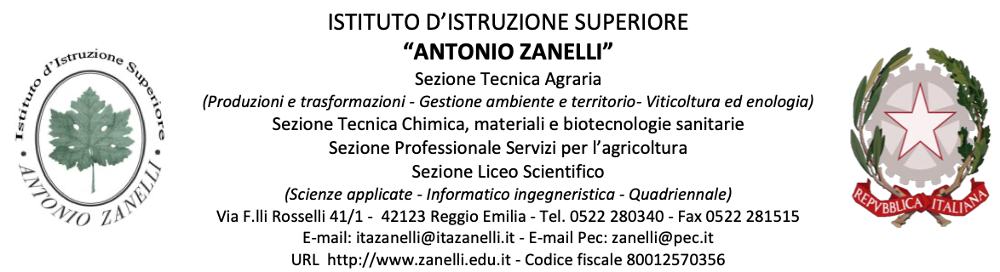 ISTITUTO D’ISTRUZIONE SUPERIORE
“ANTONIO ZANELLI”
Sezione Tecnica Agraria
(Produzioni e trasformazioni - Gestione ambiente e territorio- Viticoltura ed enologia)
Sezione Tecnica Chimica, materiali e biotecnologie sanitarie
Sezione Professionale Servizi per l’agricoltura
Sezione Liceo Scientifico
(Scienze applicate - Informatico ingegneristica - Quadriennale)
Via F.lli Rosselli 41/1 -  42123 Reggio Emilia - Tel. 0522 280340 - Fax 0522 281515
E-mail: itazanelli@itazanelli.it - E-mail Pec: zanelli@pec.it
URL  http://www.zanelli.edu.it - Codice fiscale 80012570356
Istituto d’Istruzione Superiore
• ANTONIO ZANELLI •
REPVBBLICA ITALIANA